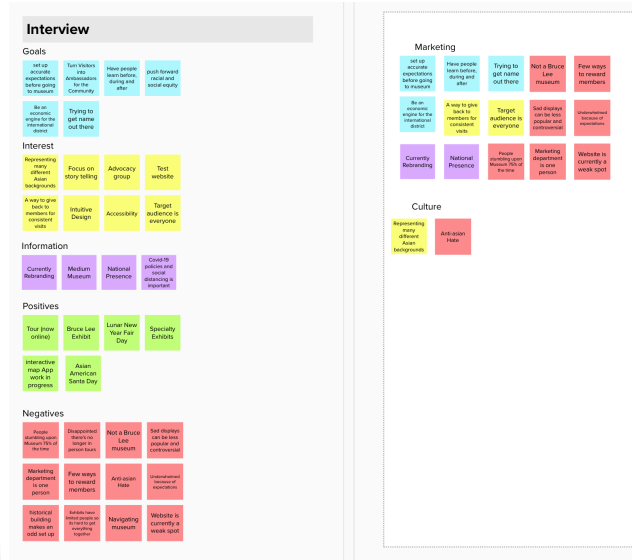 Interview
Goals
set up
accurate
expectations
before going
to museum
Turn Visitors
into
Ambassadors
for the
Community
Have people
learn before,
during and
after
push forward
racial and
social equity
Be an
economic
engine for the
international
district
Trying to
get name
out there
Interest
Representing
many
different
Asian
backgrounds
Focus on
story telling
Advocacy
group
Test
website
A way to give
back to
members for
consistent
visits
Intuitive
Design
Accessibility
Target
audience is
everyone
Information
Currently
Rebranding
Medium
Museum
National
Presence
Covid-19
policies and
social
distancing is
important
Positives
Tour (now
online)
Bruce Lee
Exhibit
Lunar New
Year Fair
Day
Specialty
Exhibits
interactive
map App
work in
progress
Asian
American
Santa Day
Negatives
People
stumbling upon
Museum 75% of
the time
Disappointed
there's no
longer in
person tours
Not a Bruce
Lee
museum
Sad displays
can be less
popular and
controversial
Marketing
department
is one
person
Few ways
to reward
members
Anti-asian
Hate
Underwhelmed
because of
expectations
historical
building
makes an
odd set up
Exhibits have
limited people so
its hard to get
everything
together
Navigating
museum
Website is
currently a
weak spot
Marketing
set up
accurate
expectations
before going
to museum
Have people
learn before,
during and
after
Trying to
get name
out there
Not a Bruce
Lee
museum
Few ways
to reward
members
Be an
economic
engine for the
international
district
A way to give
back to
members for
consistent
visits
Target
audience is
everyone
Sad displays
can be less
popular and
controversial
Underwhelmed
because of
expectations
Currently
Rebranding
National
Presence
People
stumbling upon
Museum 75% of
the time
Marketing
department
is one
person
Website is
currently a
weak spot
Culture
Representing
many
different
Asian
backgrounds
Anti-asian
Hate